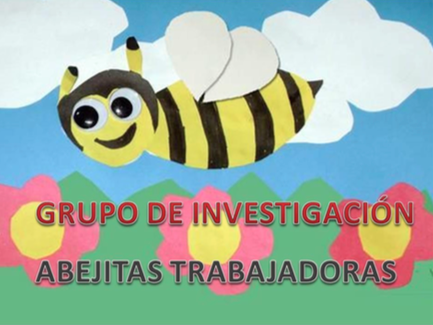 GRUPO DE INVESTIGACIÓN
ABEJITAS TRABAJADORAS